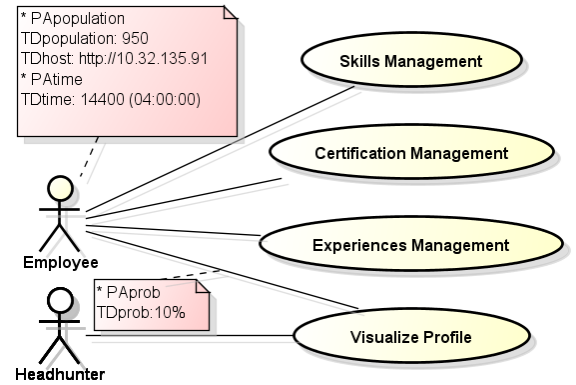 * PApopulation
TDpopulation: 950
TDhost: http://10.32.135.91
* PAtime
TDtime: 14400 (04:00:00)
Skills Management
Certification Management
Employee
Experiences Management
* PAprob
TDprob:10%
Visualize Profile
Headhunter